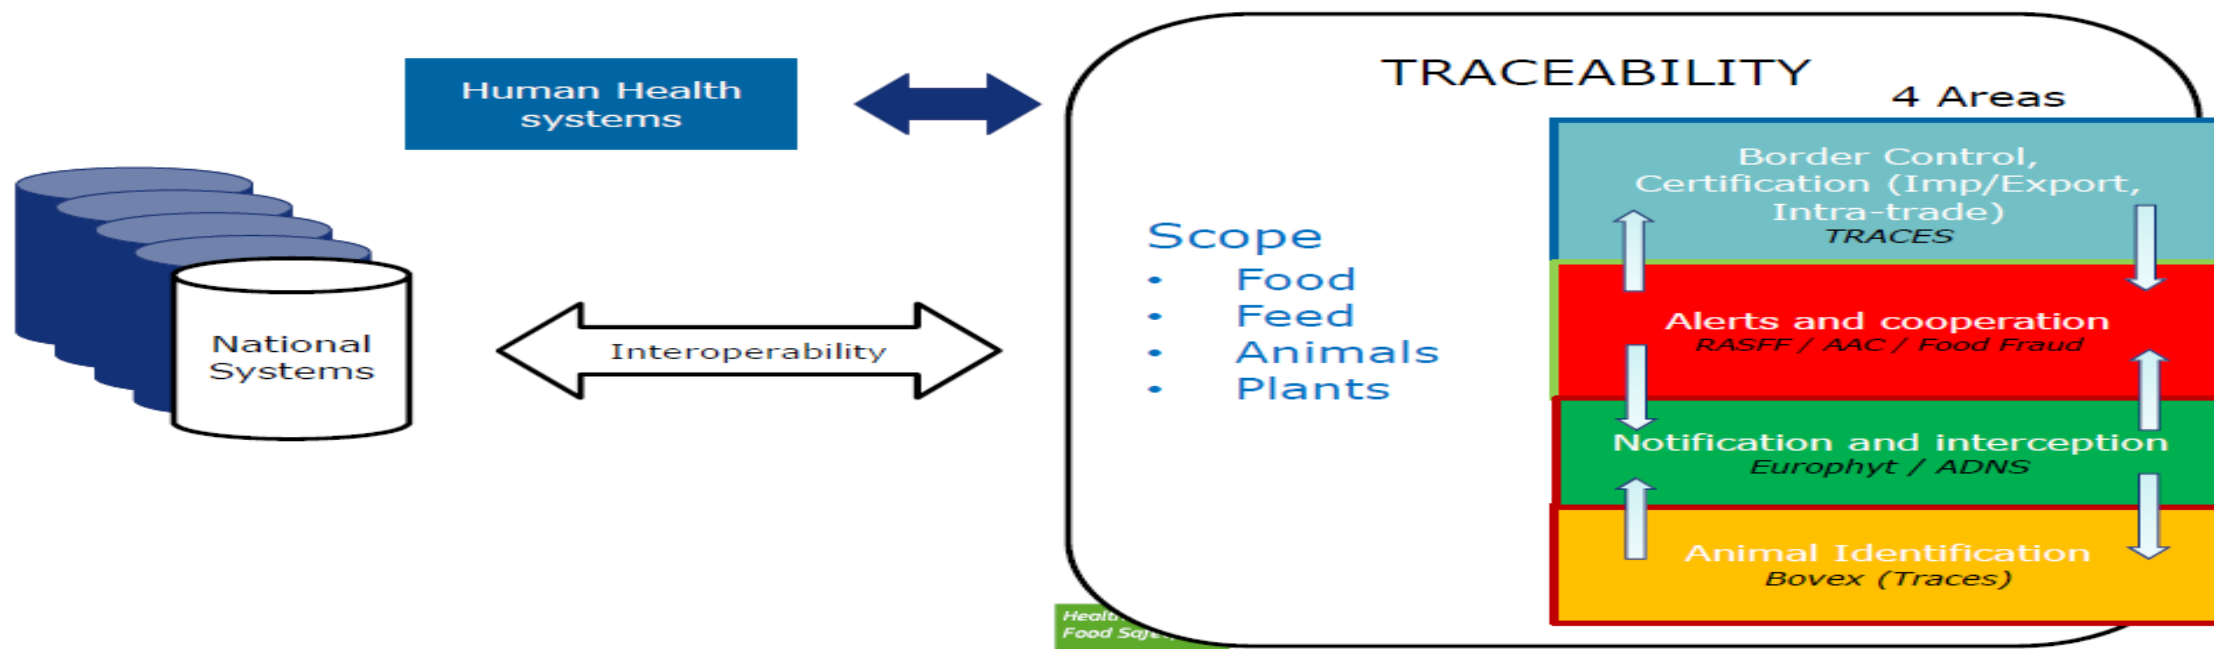 Human Health
systems
National
Systems
Interoperability
TRACEABILITY
4 Areas
Scope
• Food
• Feed
• Animals
• Plants
Border Control,
Certification (Imp/Export,
Intra-trade)
TRACES
Alerts and cooperation
RASFF / AAC / Food Fraud
Notification and interception
Europhyt / ADNS
Animal Identification
Bovex (Traces)
Food